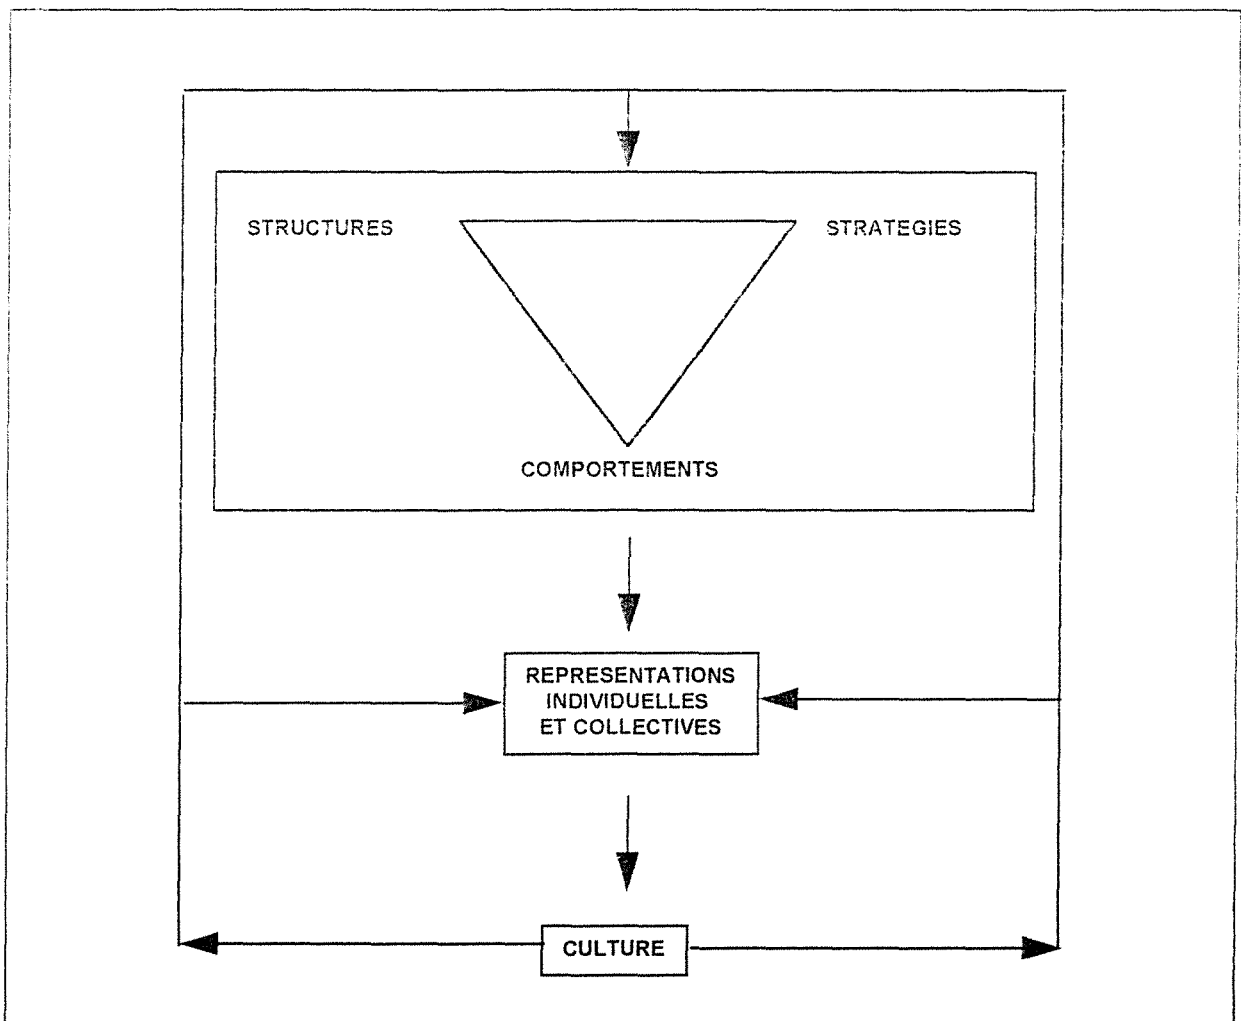 STRUCTURES
STRATEGIES
COMPORTEMENTS
REPRESENTATIONS
INDIVIDUELLES
ET COLLECTIVES
CULTURE